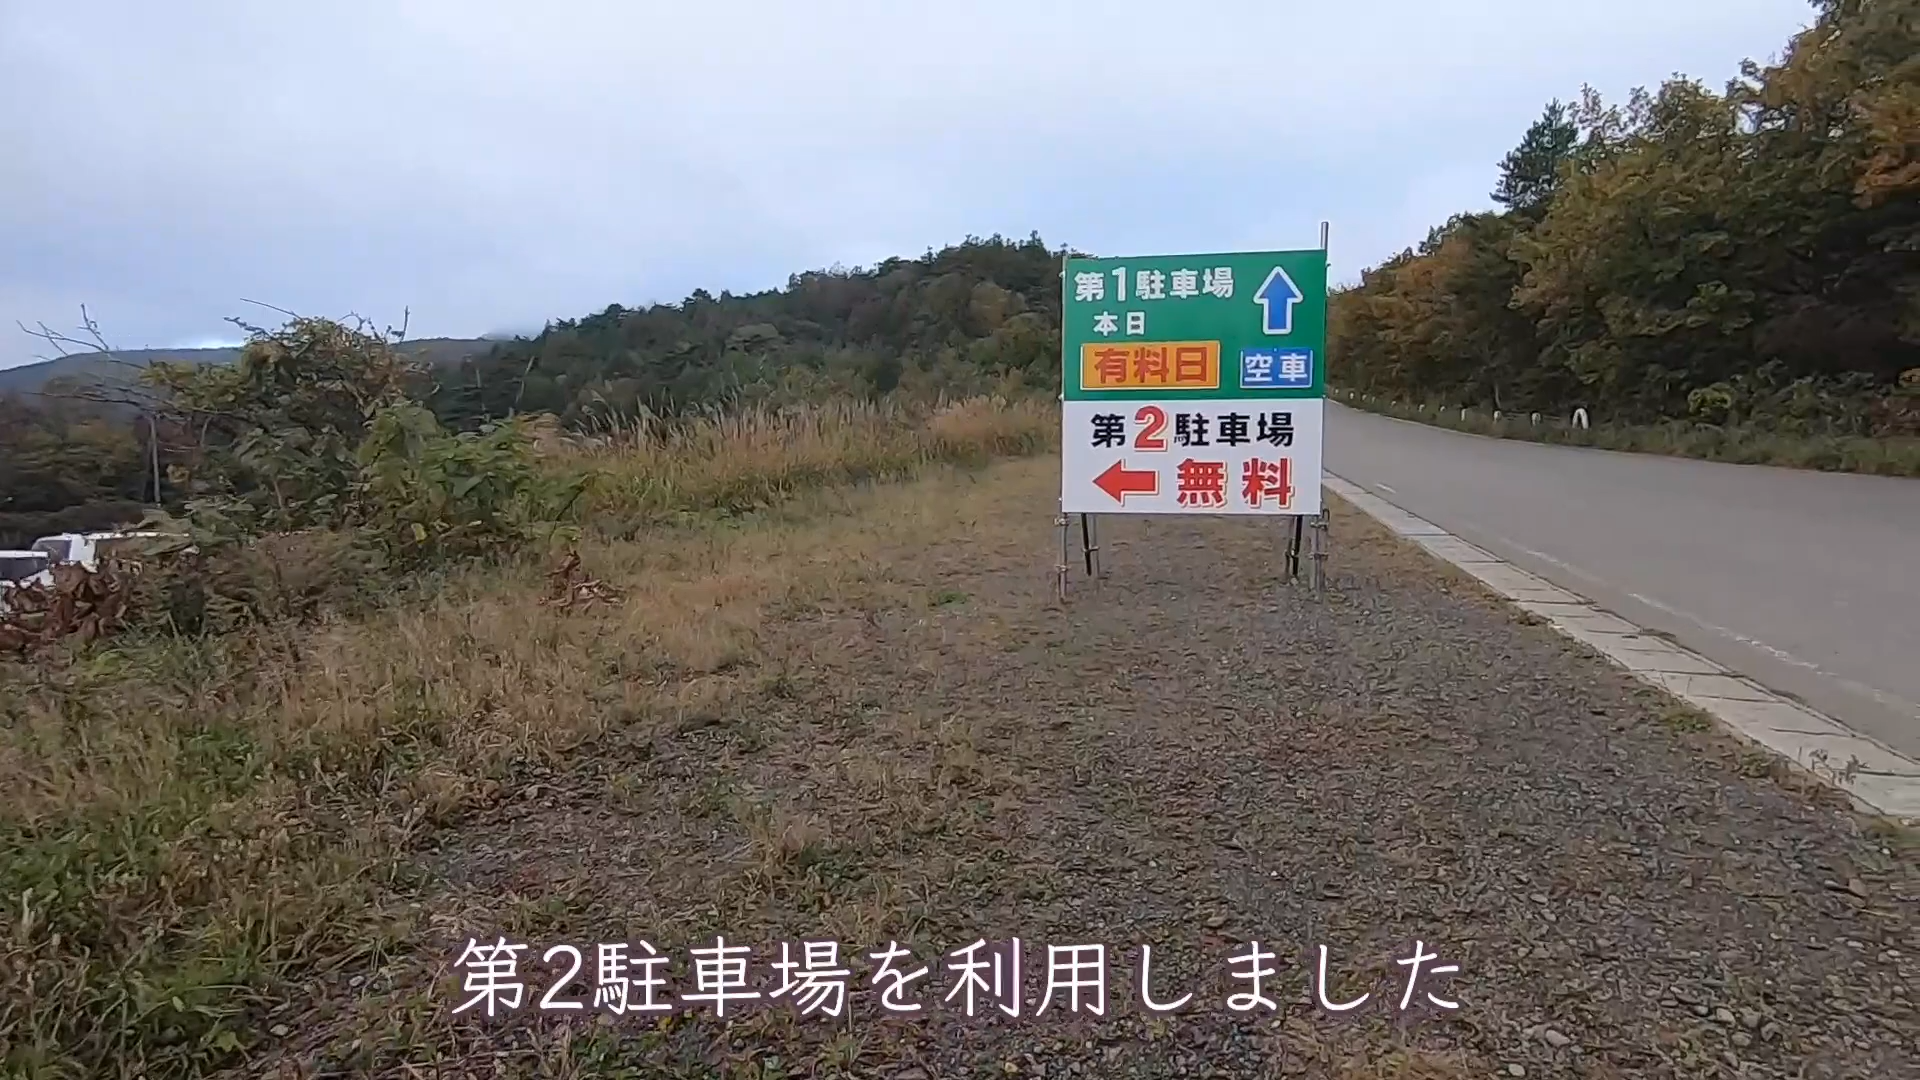 第1駐車場
本日
有料日 空車
第2駐車場
無料
第2駐車場を利用しました